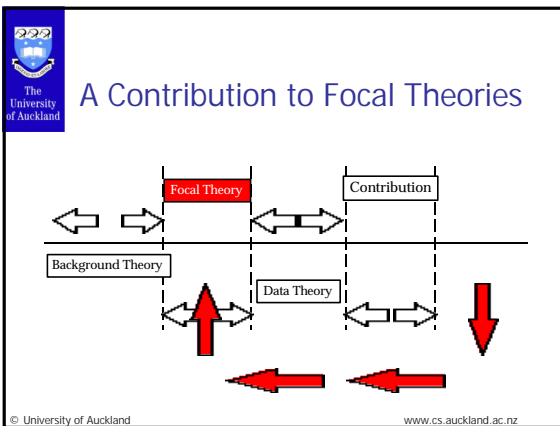 The
University
of Auckland
A Contribution to Focal Theories
Focal Theory
Contribution
Background Theory
Data Theory
© University of Auckland
www.cs.auckland.ac.nz